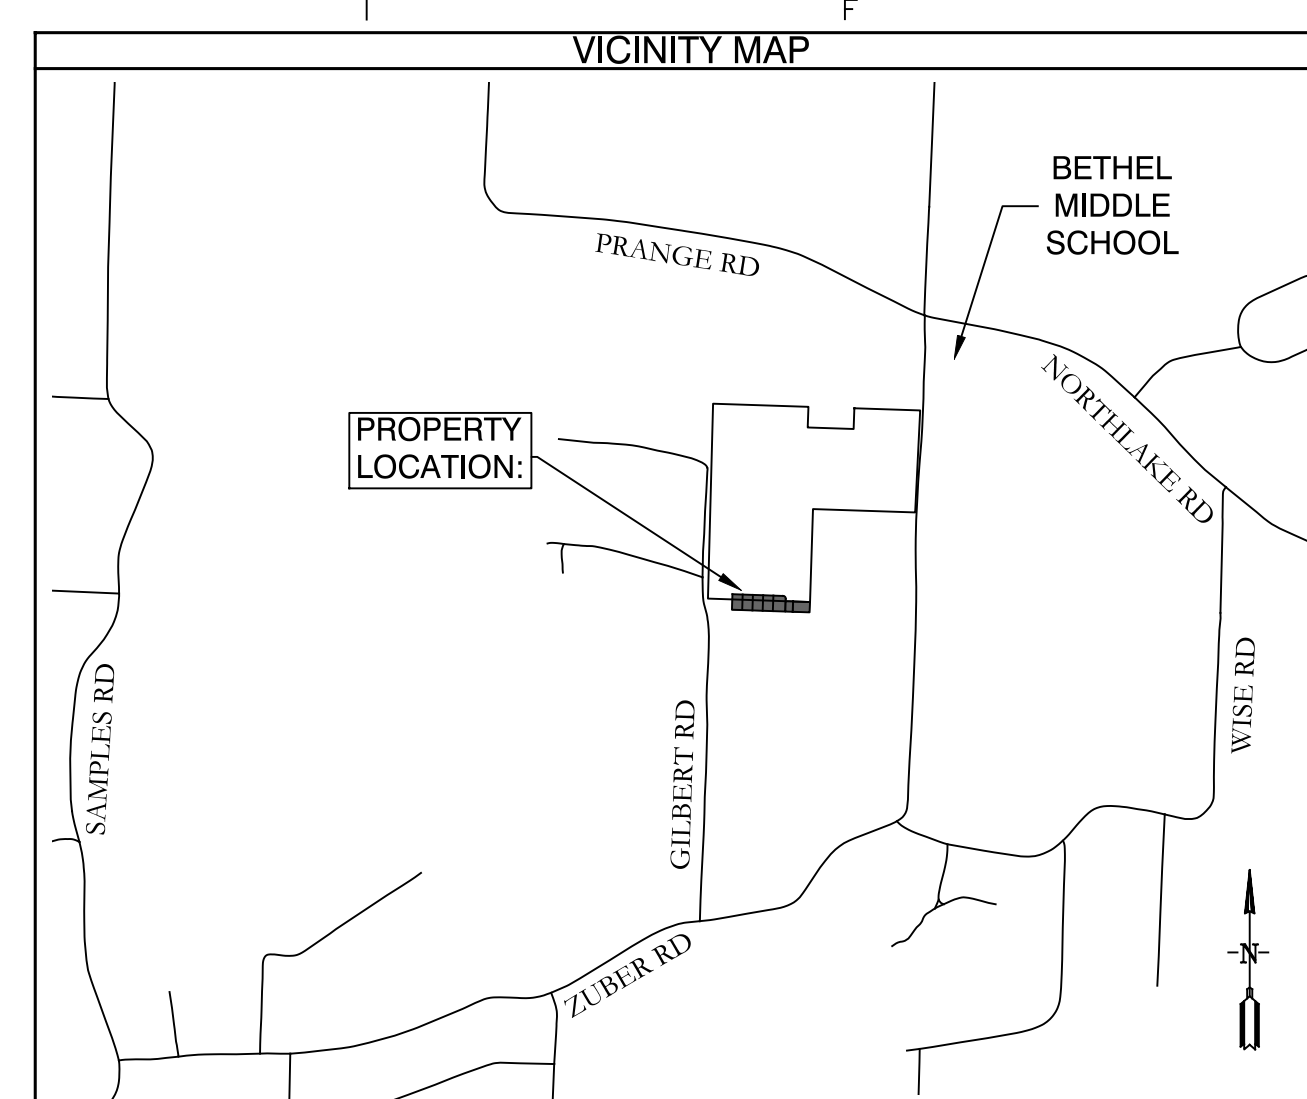 VICINITY MAP
BETHEL
MIDDLE
SCHOOL
PRANGE RD
NORTHLAKE RD
PROPERTY
LOCATION:
WISE RD
SAMPLES RD
GILBERT RD
ZUBER RD
N